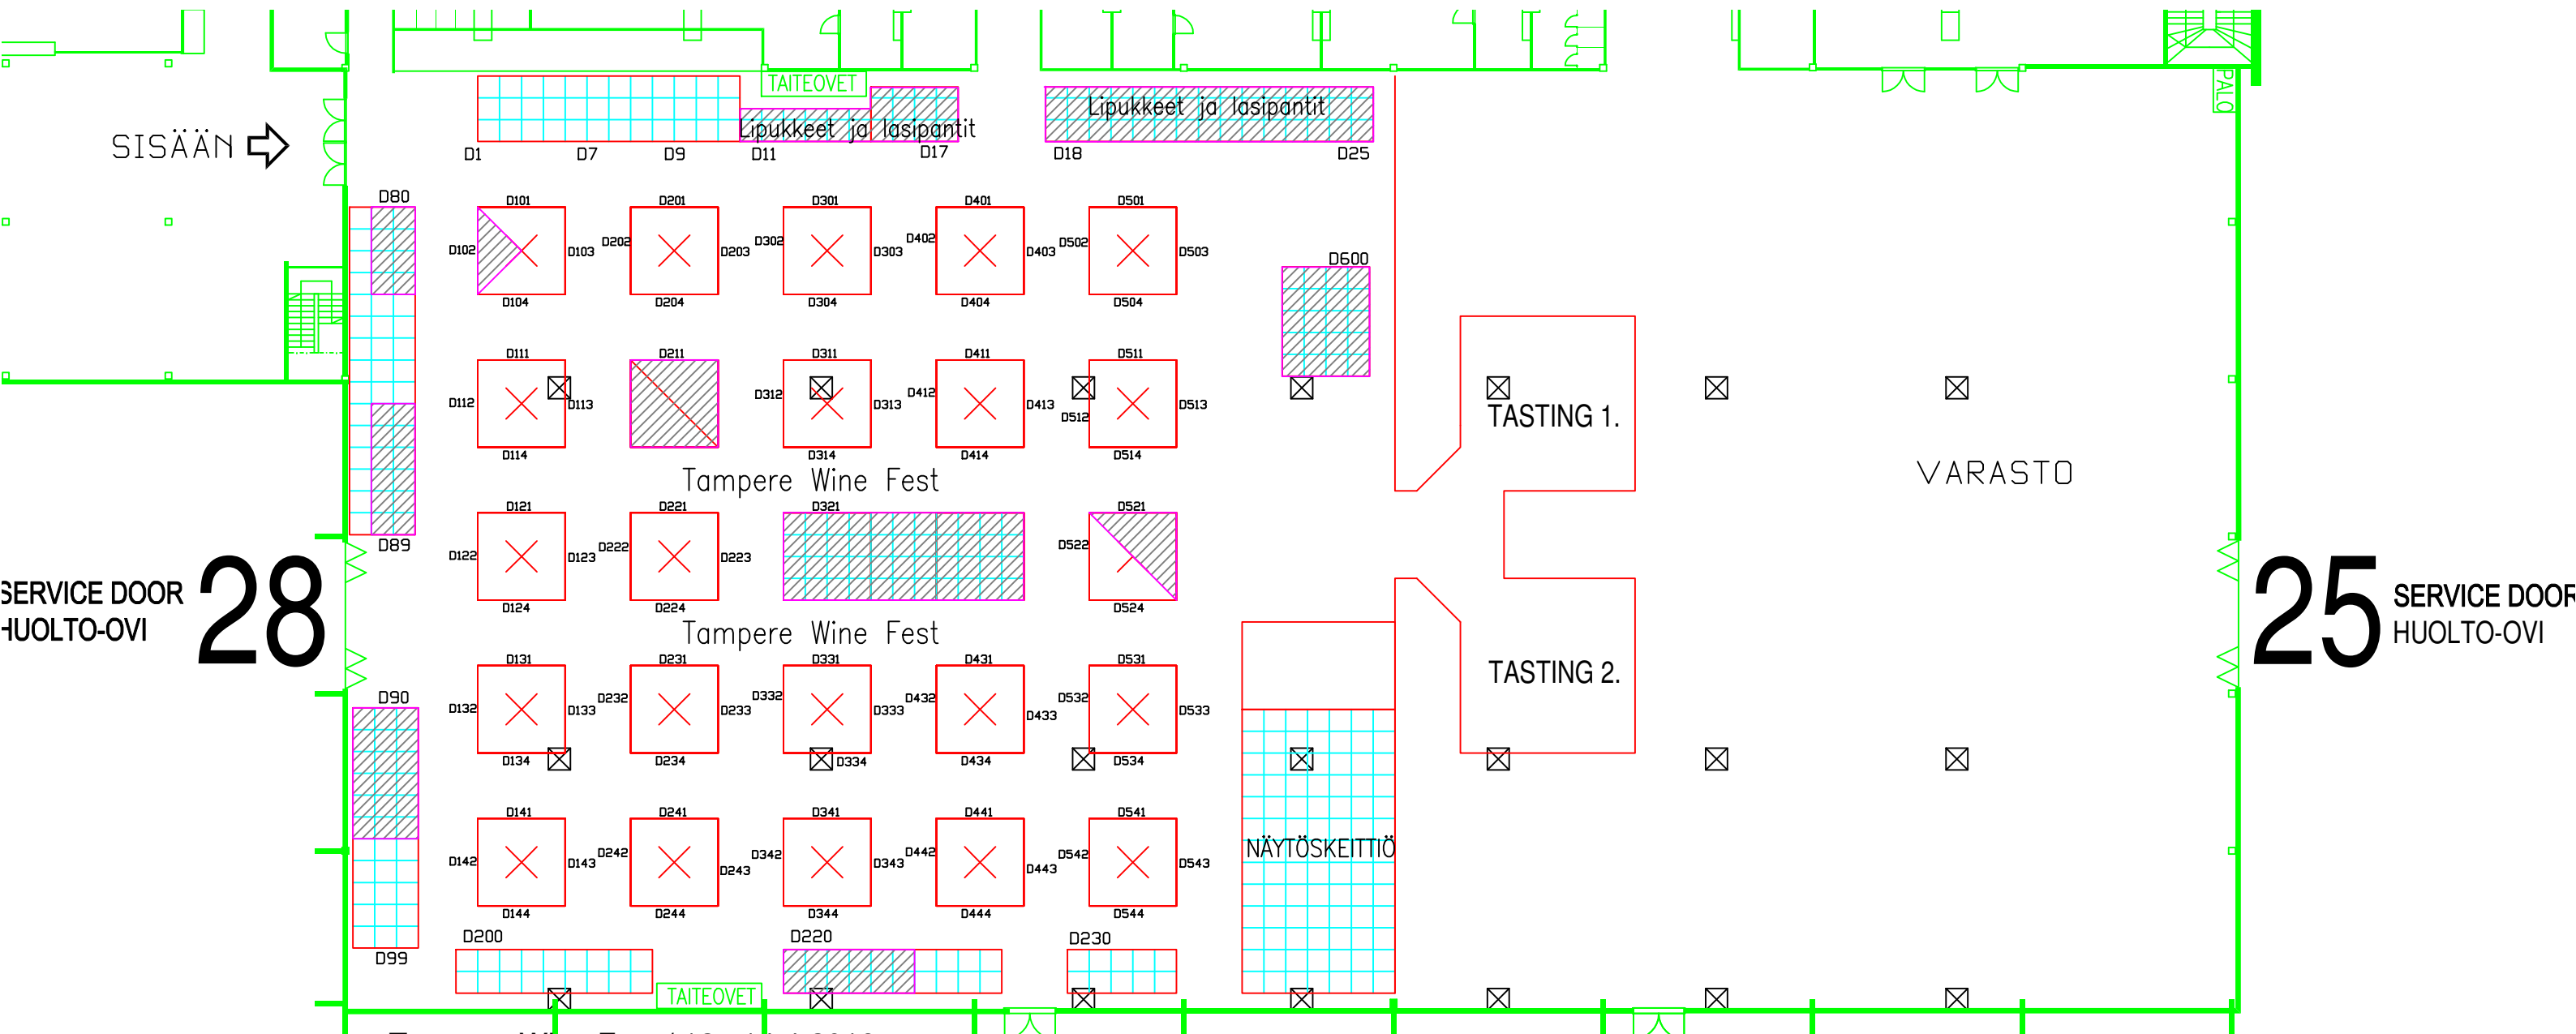 TAITEOVET
PALO
Lipukkeet ja lasipantit
Lipukkeet ja lasipantit
SISÄÄN
D1 D7 D9 D11 D17 D18 D25
D80
D101 D201 D301 D401 D501
D102 D103 D202 D203 D302 D303 D402 D403 D502 D503
D600
D104 D204 D304 D404 D504
D111 D211 D311 D411 D511
D112 D113 D312 D313 D412 D413 D512 D513
TASTING 1.
D114 D314 D414 D514
VARASTO
Tampere Wine Fest
D121 D221 D321 D521
D89
D122 D123 D222 D223 D522
D124 D224 D524
SERVICE DOOR
HUOLTO-OVI
28
25
SERVICE DOOR
HUOLTO-OVI
Tampere Wine Fest
D131 D231 D331 D431 D531
TASTING 2.
D90
D132 D133 D232 D233 D332 D333 D432 D433 D532 D533
D134 D234 D334 D434 D534
D141 D241 D341 D441 D541
NÄYTÖSKEITTIÖ
D142 D143 D242 D243 D342 D343 D442 D443 D542 D543
D144 D244 D344 D444 D544
D200 D220 D230
D99
TAITEOVET